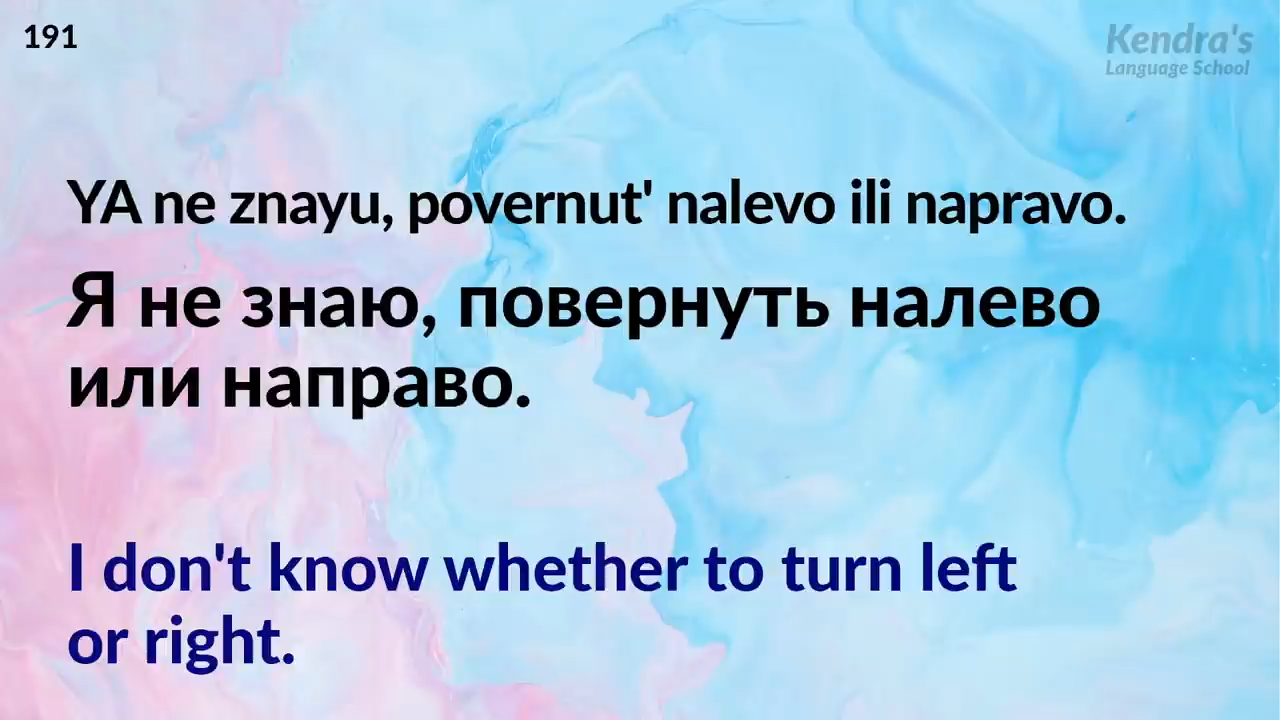 191
Kendra's
Language School
YA ne znayu, povernut' nalevo ili napravo.
Я не знаю, повернуть налево
или направо.
I don't know whether to turn left
or right.